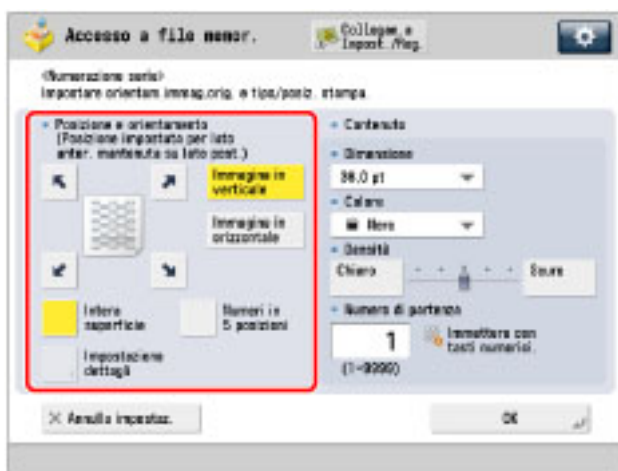 Accesso a file memor.
Collegam. e
Impost./Reg.
<Numerazione serie>
Impostare orientam immag.orig. e tipo/posiz. stampa.
Posizione e orientamento
(Posizione impostata per lato
anter. mantenuta su lato post.)
Immagine in
verticale
Immagine in
orizzontale
Intera
superficie
Numeri in
5 posizioni
Impostazione
dettagli
Contenuto
Dimensione
36.0 pt
Colore
Nero
Densità
Chiaro
Scuro
Numero di partenza
1
(1-9999)
Immettere con
tasti numerici.
Annulla impostaz.
OK